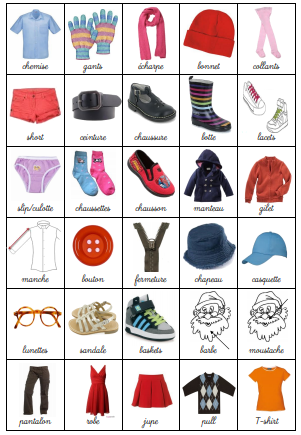 chemise
gants
écharpe
bonnet
collants
short
ceinture
chaussure
botte
lacets
slip/culotte
chaussettes
chausson
manteau
gilet
manche
bouton
fermeture
chapeau
casquette
lunettes
sandale
baskets
barbe
moustache
pantalon
robe
jupe
pull
T-shirt